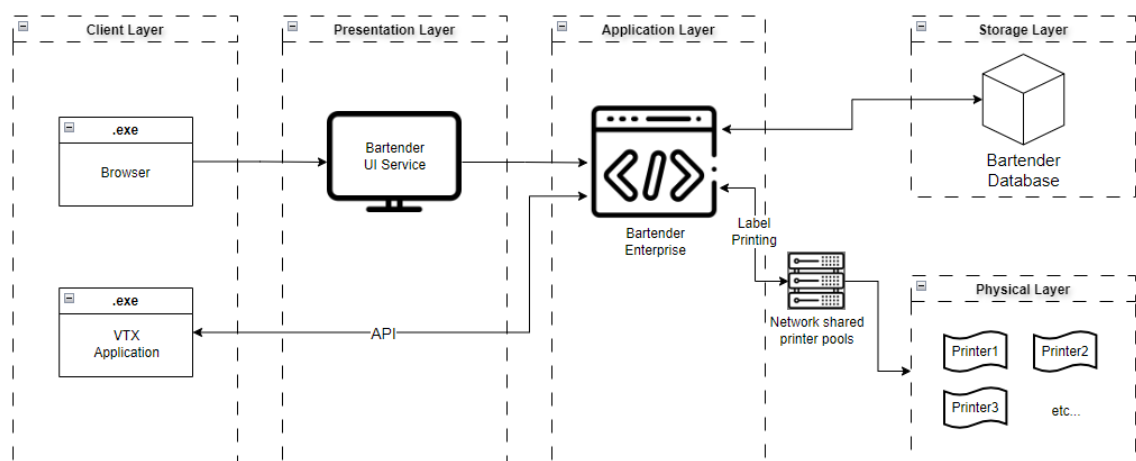 Client Layer
Presentation Layer
Application Layer
Storage Layer
.exe
Browser
Bartender
UI Service
Bartender
Enterprise
Bartender
Database
Label
Printing
.exe
VTX
Application
API
Network shared
printer pools
Physical Layer
Printer1
Printer2
Printer3
etc...